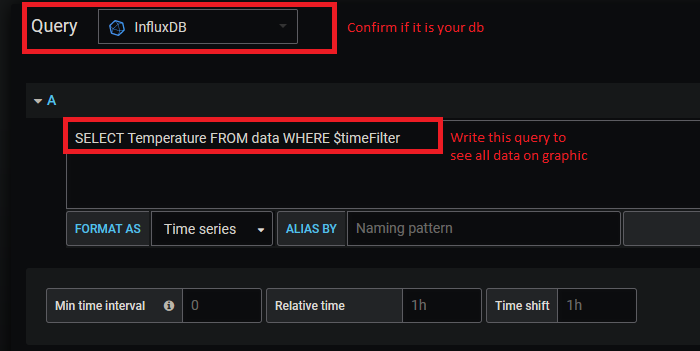 Query InfluxDB Confirm if it is your db
A
SELECT Temperature FROM data WHERE $timeFilter
Write this query to
see all data on graphic
FORMAT AS Time series ALIAS BY Naming pattern
Min time interval 0 Relative time 1h Time shift 1h